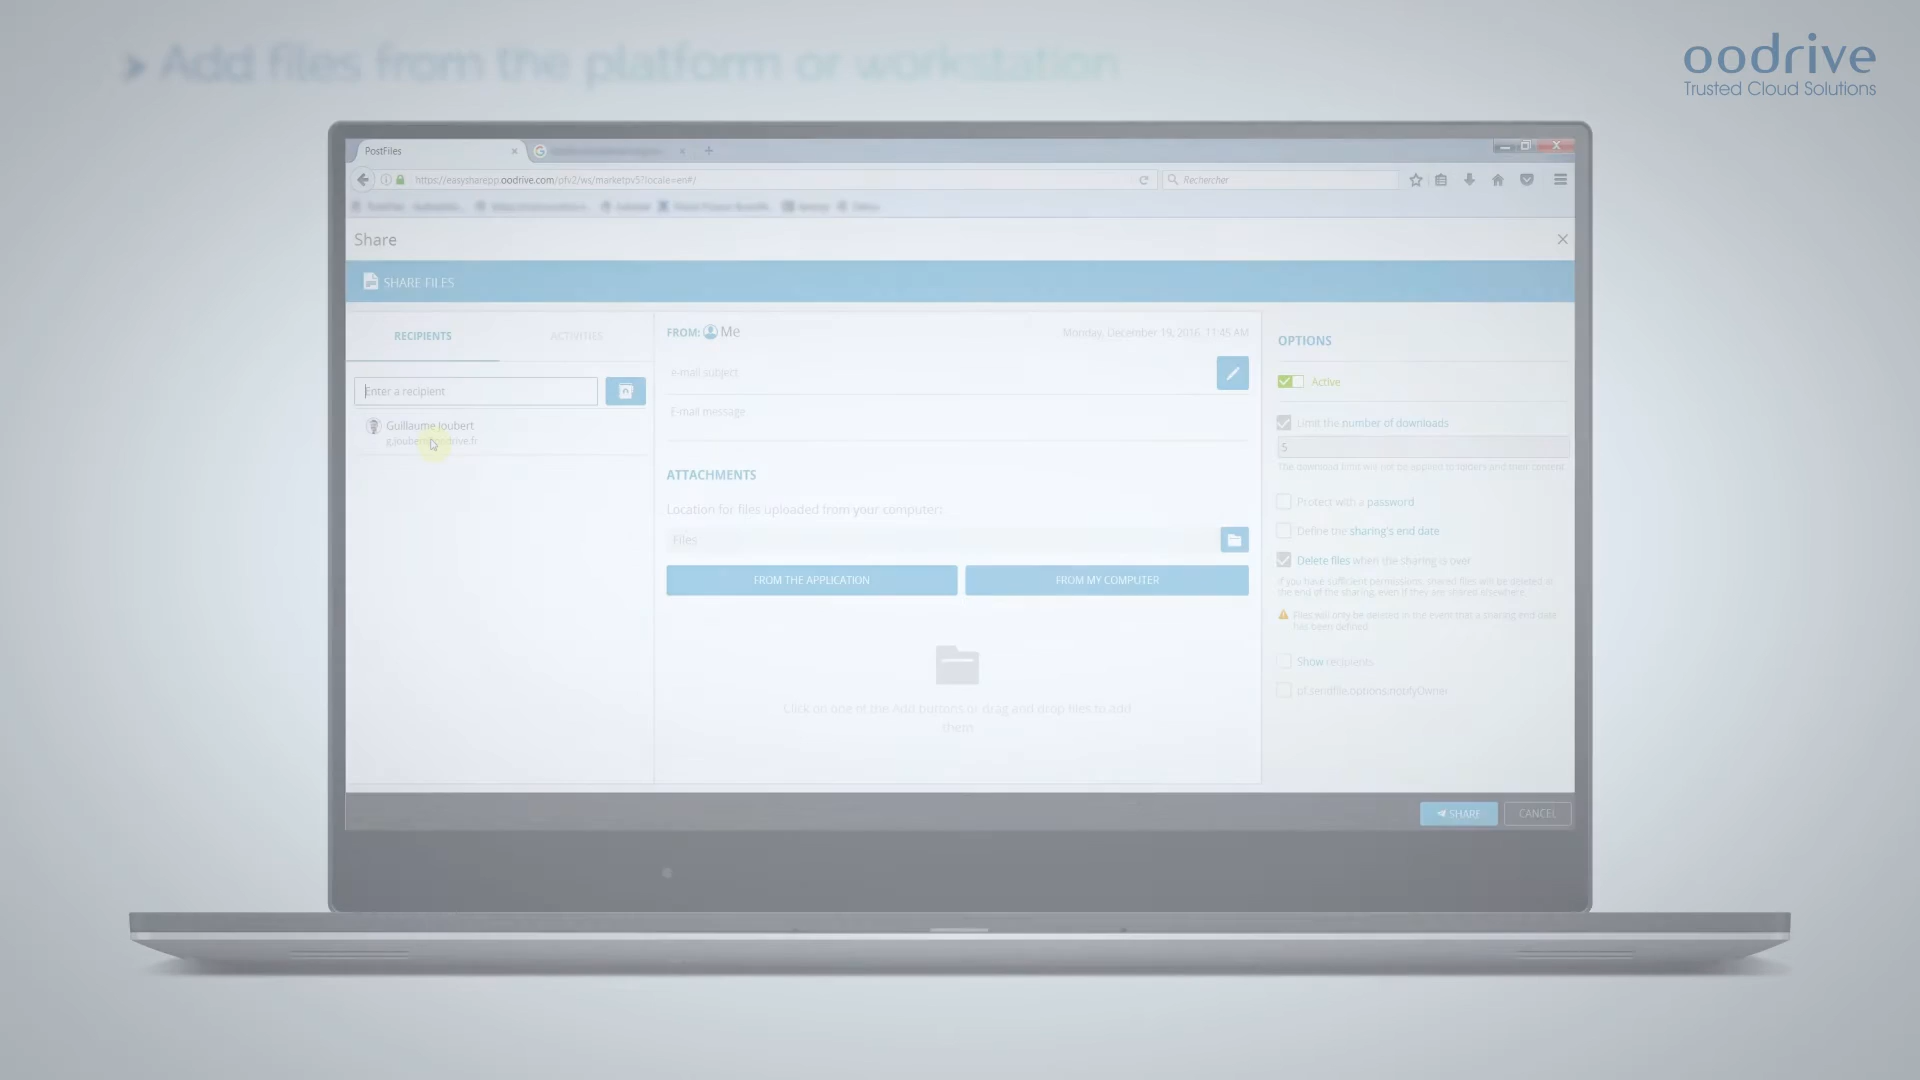 > Add files from the platform or workstation
oodrive
Trusted Cloud Solutions
PostFiles
https://easysharepp.oodrive.com/pfv2/ws/marketpv5?locale=en#/
Rechercher
Share
SHARE FILES
RECIPIENTS
ACTIVITIES
Enter a recipient
Guillaume Joubert
FROM: Me
Monday, December 19, 2016, 11:45 AM
e-mail subject
E-mail message
ATTACHMENTS
Location for files uploaded from your computer:
Files
FROM THE APPLICATION
FROM MY COMPUTER
Click on one of the Add buttons or drag and drop files to add
them
OPTIONS
Active
Limit the number of downloads
5
The download limit will not be applied to folders and their content
Protect with a password
Define the sharing's end date
Delete files when the sharing is over
If you have sufficient permissions, shared files will be deleted at
the end of the sharing, even if they are shared elsewhere.
Files will only be deleted in the event that a sharing end date
has been defined
Show recipients
pf.sendfile.options.notifyOwner
SHARE
CANCEL